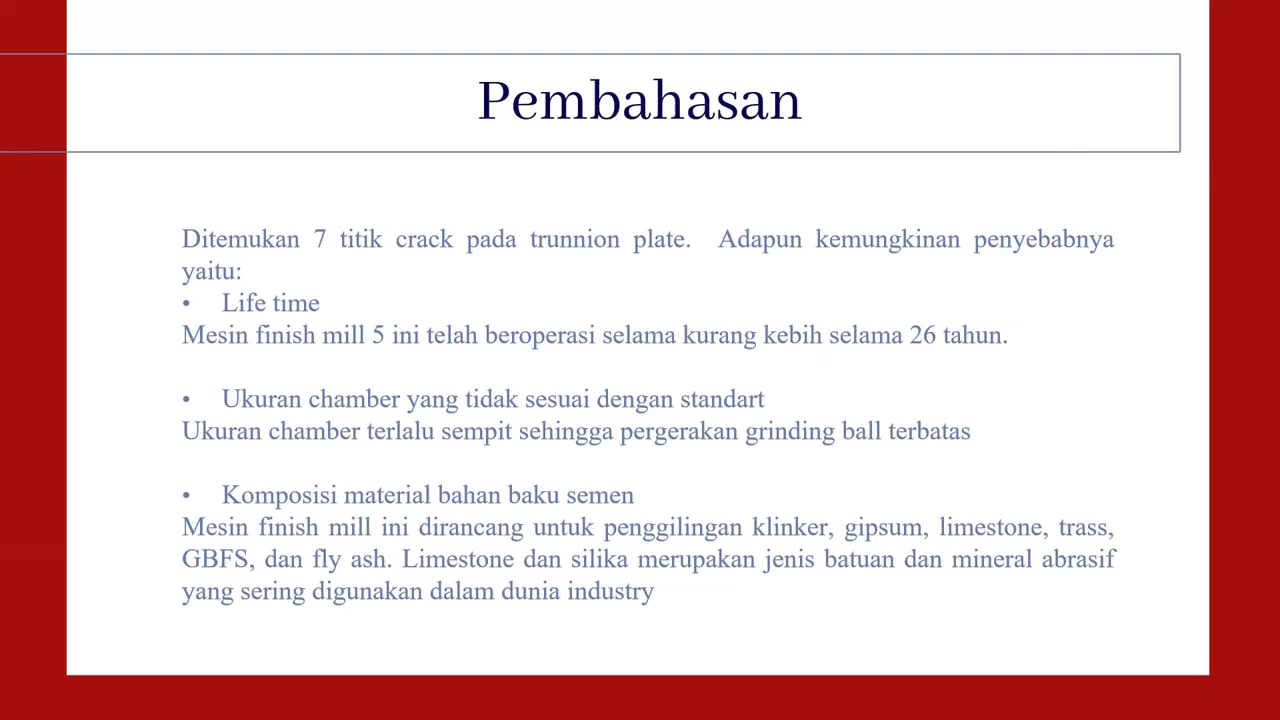 Pembahasan
Ditemukan 7 titik crack pada trunnion plate. Adapun kemungkinan penyebabnya
yaitu:
• Life time
Mesin finish mill 5 ini telah beroperasi selama kurang kebih selama 26 tahun.
• Ukuran chamber yang tidak sesuai dengan standart
Ukuran chamber terlalu sempit sehingga pergerakan grinding ball terbatas
• Komposisi material bahan baku semen
Mesin finish mill ini dirancang untuk penggilingan klinker, gipsum, limestone, trass,
GBFS, dan fly ash. Limestone dan silika merupakan jenis batuan dan mineral abrasif
yang sering digunakan dalam dunia industry